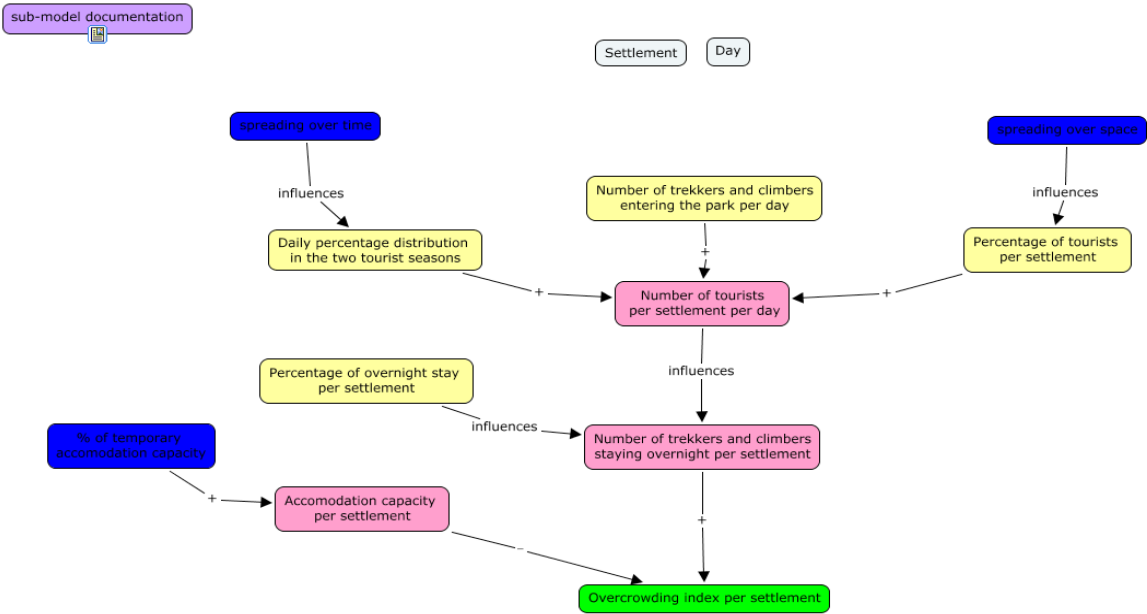 sub-model documentation
Settlement
Day
spreading over time
spreading over space
influences
influences
Number of trekkers and climbers
entering the park per day
Daily percentage distribution
in the two tourist seasons
Percentage of tourists
per settlement
+
+
+
Number of tourists
per settlement per day
influences
Percentage of overnight stay
per settlement
influences
% of temporary
accomodation capacity
Number of trekkers and climbers
staying overnight per settlement
+
Accomodation capacity
per settlement
+
–
Overcrowding index per settlement